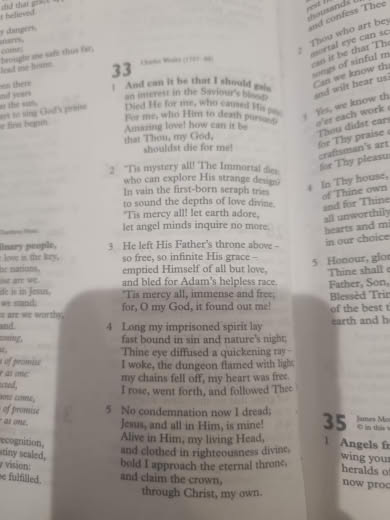 did that grace
t believed.
y dangers,
snares,
come;
brought me safe thus far,
lead me home.
een there
nd years
as the sun,
ays to sing God's praise
e first begun.
dinary people,
love is the key,
he nations,
ise are we.
ife is in Jesus,
we stand;
s are we worthy,
and.
oming,
se,
s of promise
r as one:
ected,
ons come,
of promise
r as one.
recognition,
stiny sealed,
y vision:
be fulfilled.
33
Charles Wesley (1707-88)
1 And can it be that I should gain
an interest in the Saviour's blood?
Died He for me, who caused His pain;
For me, who Him to death pursued?
Amazing love! how can it be
that Thou, my God,
shouldst die for me!
2 'Tis mystery all! The Immortal dies:
who can explore His strange design?
In vain the first-born seraph tries
to sound the depths of love divine.
'Tis mercy all! let earth adore,
let angel minds inquire no more.
3 He left His Father's throne above –
so free, so infinite His grace –
emptied Himself of all but love,
and bled for Adam's helpless race.
'Tis mercy all, immense and free;
for, O my God, it found out me!
4 Long my imprisoned spirit lay
fast bound in sin and nature's night;
Thine eye diffused a quickening ray –
I woke, the dungeon flamed with light;
my chains fell off, my heart was free.
I rose, went forth, and followed Thee
5 No condemnation now I dread;
Jesus, and all in Him, is mine!
Alive in Him, my living Head,
and clothed in righteousness divine,
bold I approach the eternal throne,
and claim the crown,
through Christ, my own.
thousands
and confess Thee
2 Thou who art bey
mortal eye can sc
can it be that Th
songs of sinful m
Can we know th
and wilt hear u
3 Yes, we know th
o'er each work
Thou didst ears
for Thy praise
craftsman's art
for Thy pleasu
4 In Thy house,
of Thine own
and for Thine
all unworthily
hearts and mi
in our choice
5 Honour, glor
Thine shall
Father, Son,
Blessèd Trin
of the best t
earth and h
35
James Mo
© in this v
1 Angels fr
wing your
heralds of
now proc